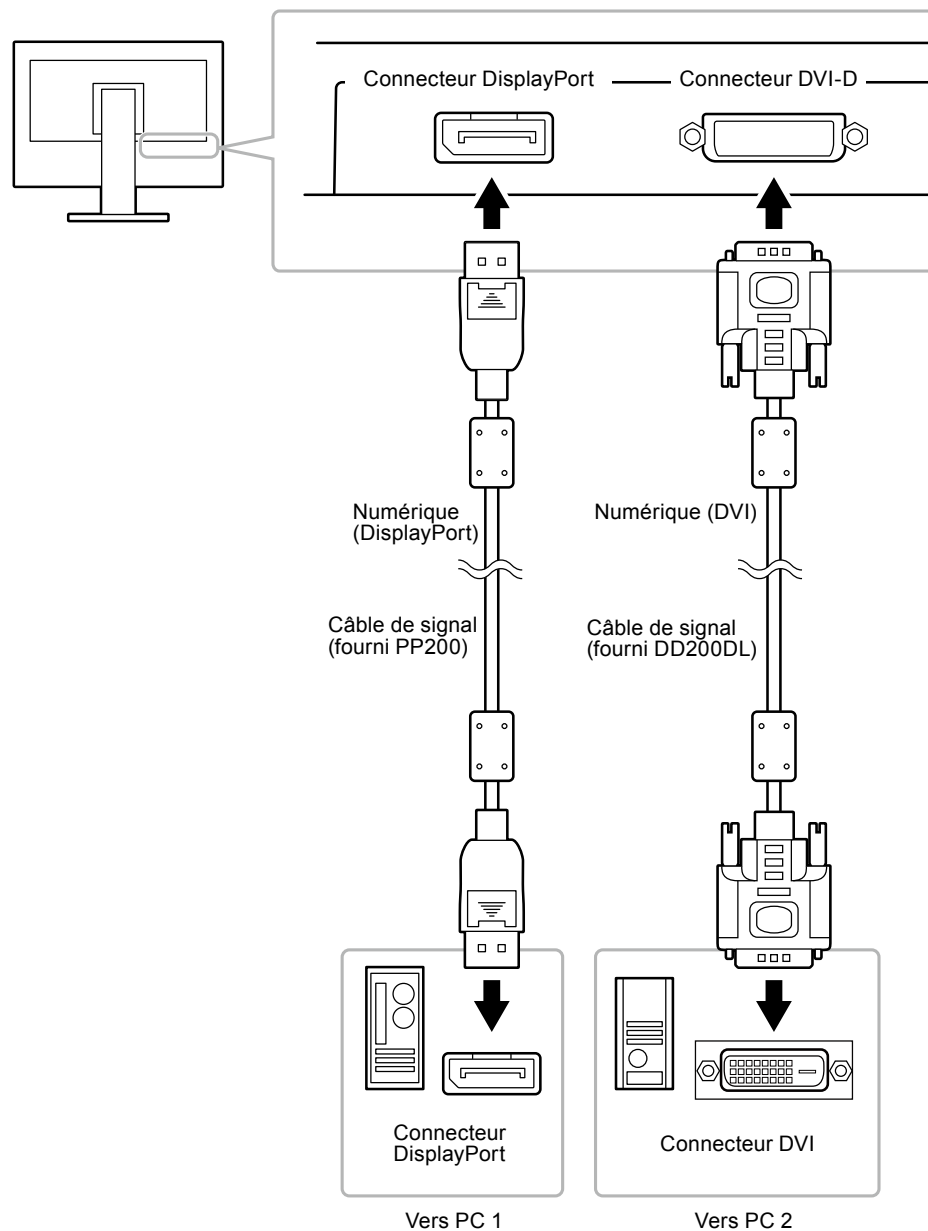 Connecteur DisplayPort
Connecteur DVI-D
Numérique
(DisplayPort)
Numérique (DVI)
Câble de signal
(fourni PP200)
Câble de signal
(fourni DD200DL)
Connecteur
DisplayPort
Connecteur DVI
Vers PC 1
Vers PC 2